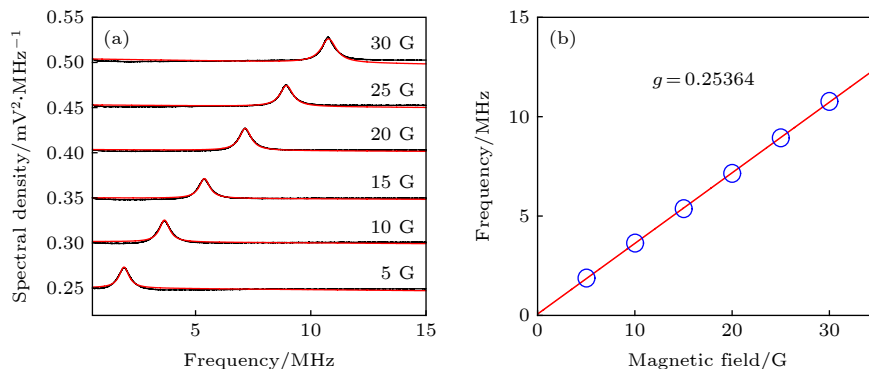 (a)
0.55
0.50
0.45
0.40
0.35
0.30
0.25
Spectral density/mV²·MHz⁻¹
30 G
25 G
20 G
15 G
10 G
5 G
5
10
15
Frequency/MHz
(b)
15
10
5
0
Frequency/MHz
g=0.25364
0
10
20
30
Magnetic field/G